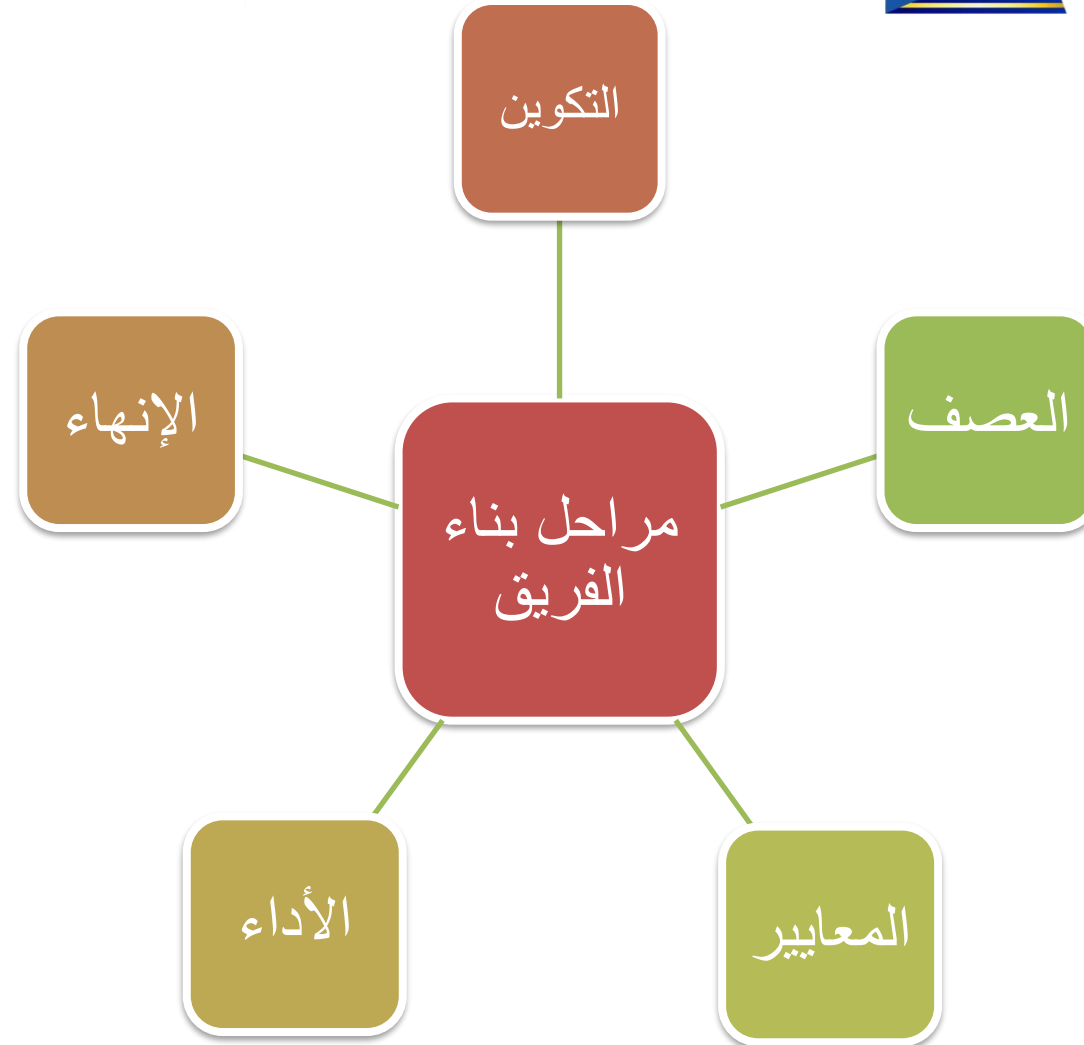 التكوين
العصف
الإنهاء
مراحل بناء
الفريق
الأداء
المعايير